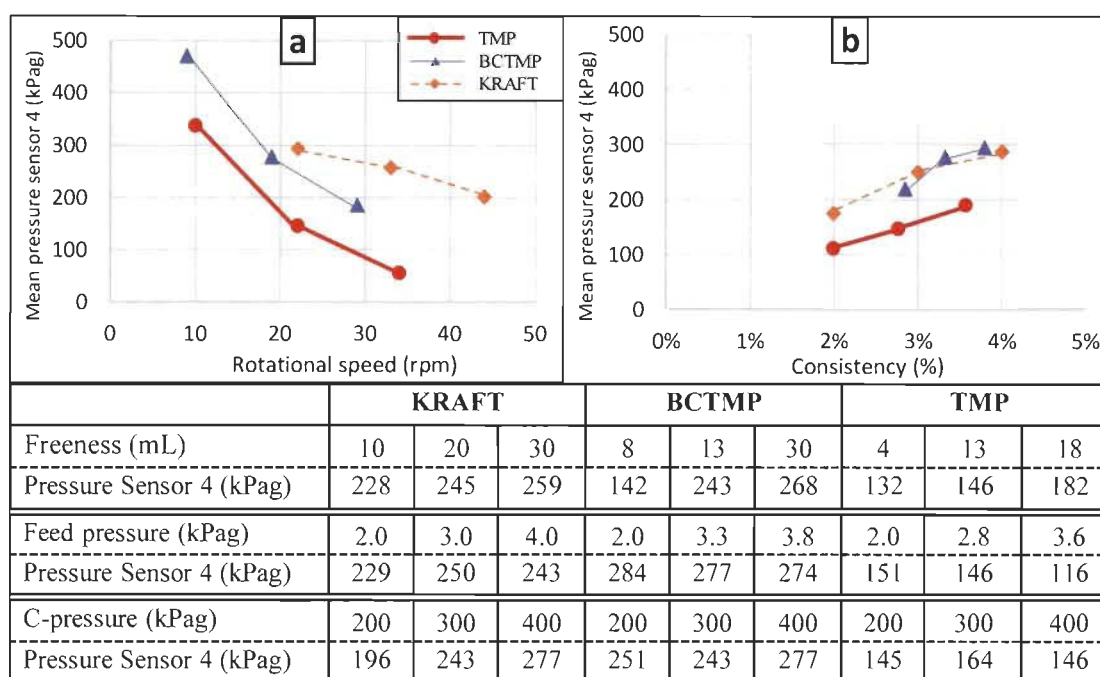 a
TMP
BCTMP
KRAFT
Mean pressure sensor 4 (kPag)
500
400
300
200
100
0
0 10 20 30 40 50
Rotational speed (rpm)
b
Mean pressure sensor 4 (kPag)
500
400
300
200
100
0
0% 1% 2% 3% 4% 5%
Consistency (%)
KRAFT BCTMP TMP
Freeness (mL) 10 20 30 8 13 30 4 13 18
Pressure Sensor 4 (kPag) 228 245 259 142 243 268 132 146 182
Feed pressure (kPag) 2.0 3.0 4.0 2.0 3.3 3.8 2.0 2.8 3.6
Pressure Sensor 4 (kPag) 229 250 243 284 277 274 151 146 116
C-pressure (kPag) 200 300 400 200 300 400 200 300 400
Pressure Sensor 4 (kPag) 196 243 277 251 243 277 145 164 146